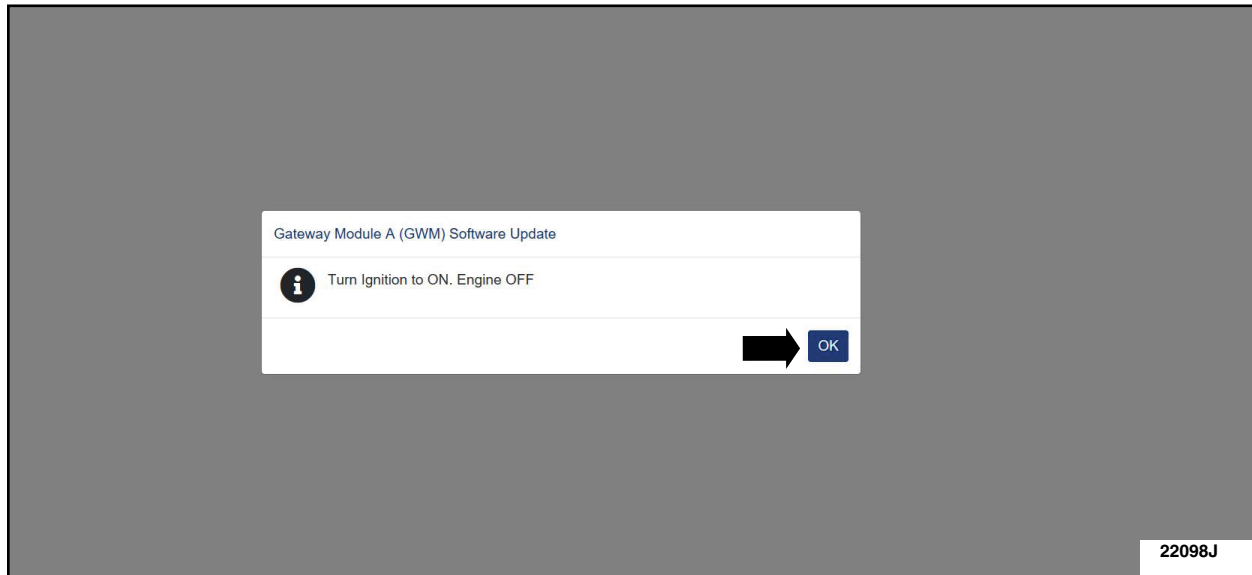 Gateway Module A (GWM) Software Update
Turn Ignition to ON. Engine OFF
OK
22098J